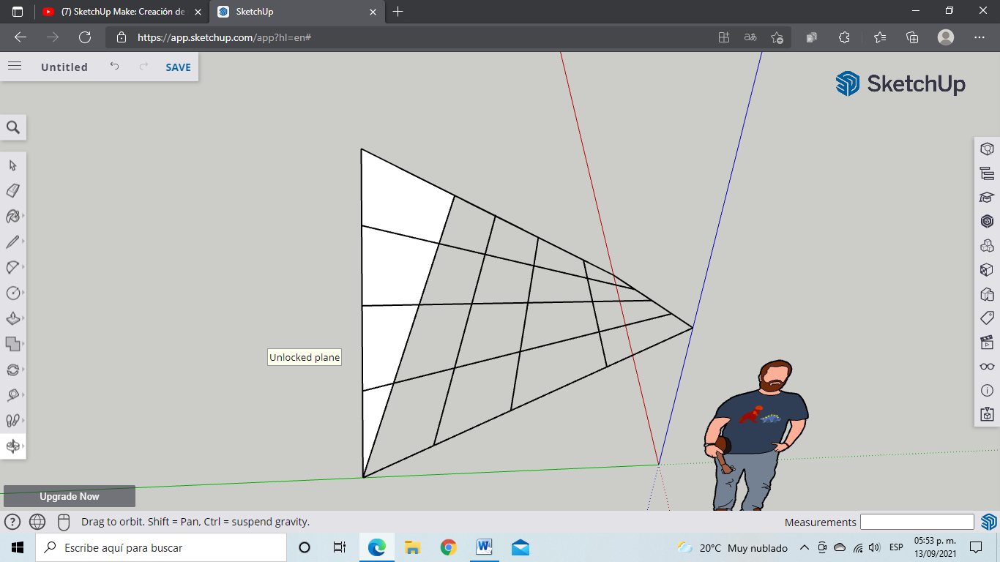 (7) SketchUp Make: Creación de
SketchUp
https://app.sketchup.com/app?hl=en#
aあ
Untitled
SAVE
SketchUp
Unlocked plane
Upgrade Now
Drag to orbit. Shift = Pan, Ctrl = suspend gravity.
Measurements
Escribe aquí para buscar
20°C Muy nublado
ESP
05:53 p. m.
13/09/2021